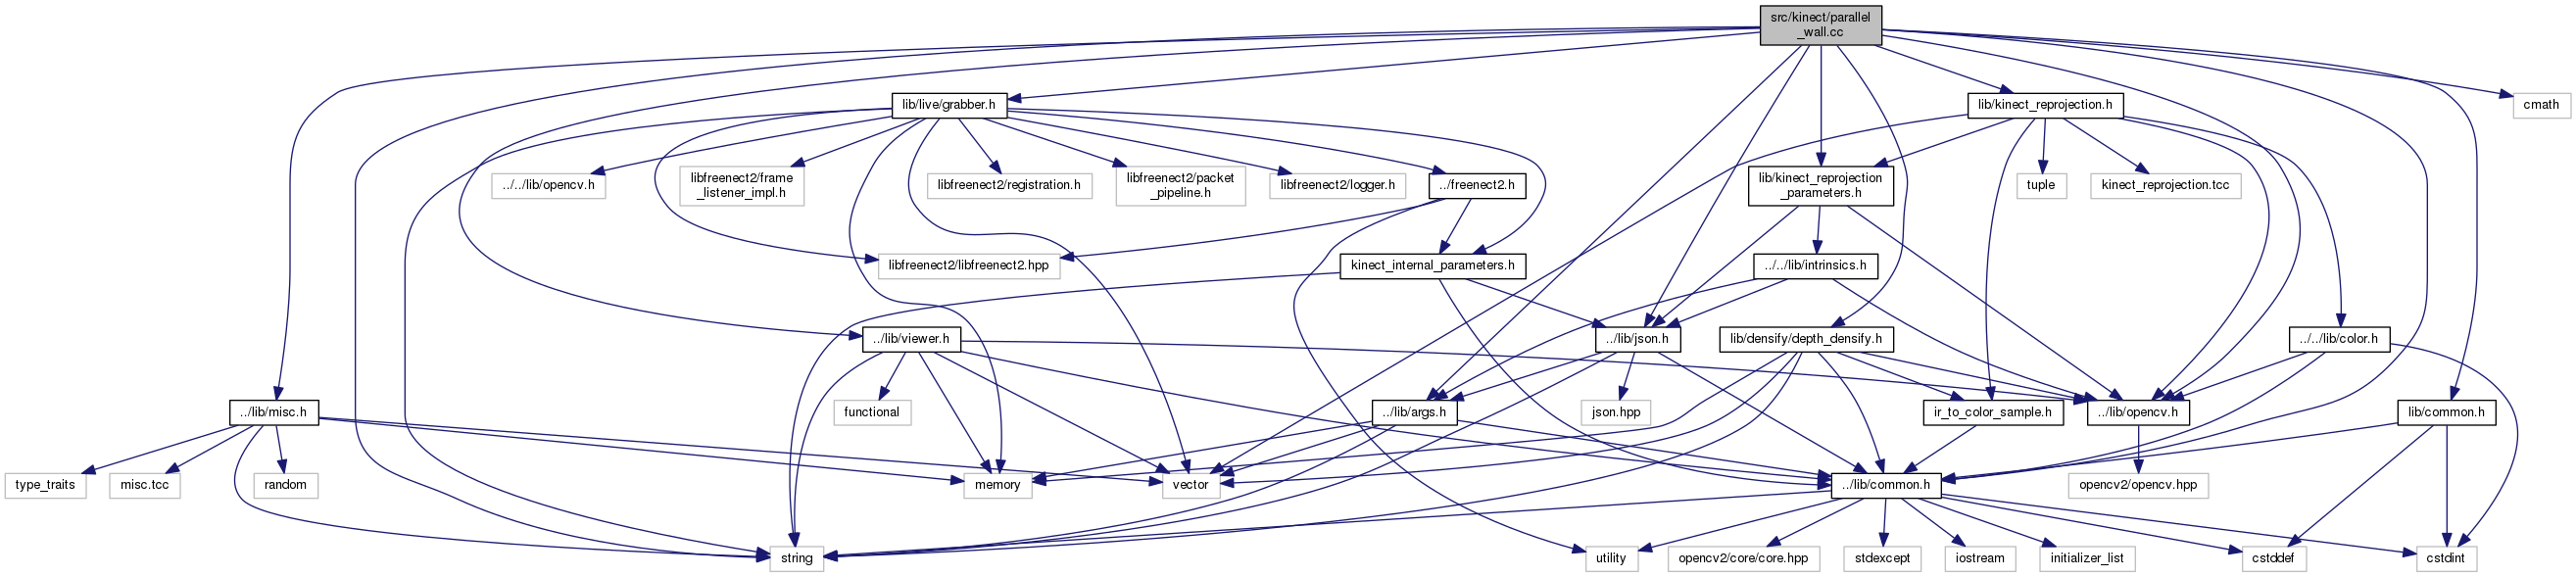 src/kinect/parallel
_wall.cc
lib/live/grabber.h
lib/kinect_reprojection.h
cmath
../../lib/opencv.h
libfreenect2/frame
_listener_impl.h
libfreenect2/registration.h
libfreenect2/packet
_pipeline.h
libfreenect2/logger.h
../freenect2.h
lib/kinect_reprojection
_parameters.h
tuple
kinect_reprojection.tcc
libfreenect2/libfreenect2.hpp
kinect_internal_parameters.h
../../lib/intrinsics.h
../lib/viewer.h
../lib/json.h
lib/densify/depth_densify.h
../../lib/color.h
../lib/misc.h
functional
json.hpp
../lib/args.h
ir_to_color_sample.h
../lib/opencv.h
lib/common.h
type_traits
misc.tcc
random
memory
vector
../lib/common.h
opencv2/opencv.hpp
string
utility
opencv2/core/core.hpp
stdexcept
iostream
initializer_list
cstddef
cstdint